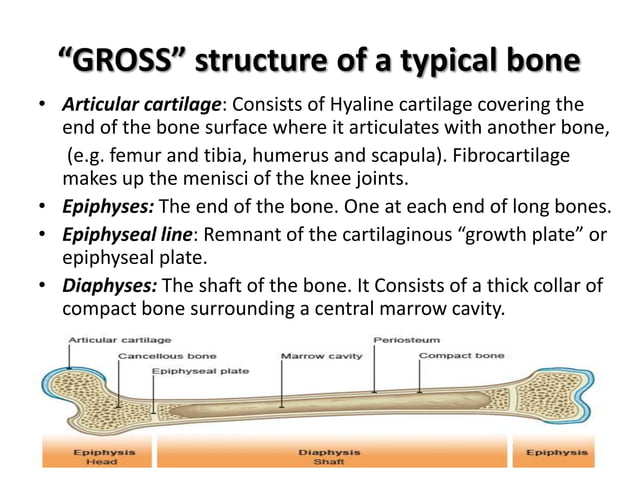 “GROSS” structure of a typical bone
• Articular cartilage: Consists of Hyaline cartilage covering the
end of the bone surface where it articulates with another bone,
(e.g. femur and tibia, humerus and scapula). Fibrocartilage
makes up the menisci of the knee joints.
• Epiphyses: The end of the bone. One at each end of long bones.
• Epiphyseal line: Remnant of the cartilaginous “growth plate” or
epiphyseal plate.
• Diaphyses: The shaft of the bone. It Consists of a thick collar of
compact bone surrounding a central marrow cavity.
Articular cartilage Periosteum
Cancellous bone Marrow cavity Compact bone
Epiphyseal plate
Epiphysis Diaphysis Epiphysis
Head Shaft